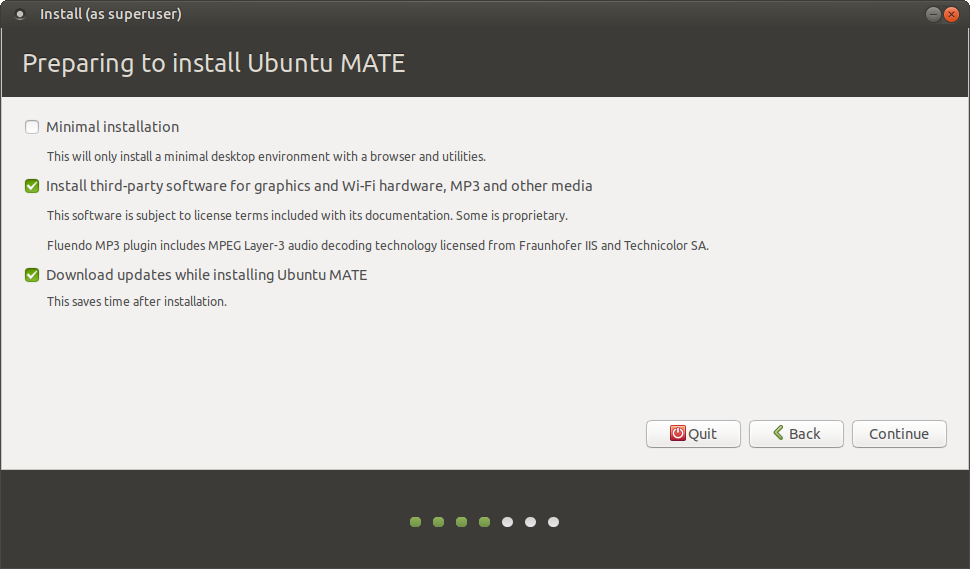 Install (as superuser)
Preparing to install Ubuntu MATE
Minimal installation
This will only install a minimal desktop environment with a browser and utilities.
Install third-party software for graphics and Wi-Fi hardware, MP3 and other media
This software is subject to license terms included with its documentation. Some is proprietary.
Fluendo MP3 plugin includes MPEG Layer-3 audio decoding technology licensed from Fraunhofer IIS and Technicolor SA.
Download updates while installing Ubuntu MATE
This saves time after installation.
Quit Back Continue